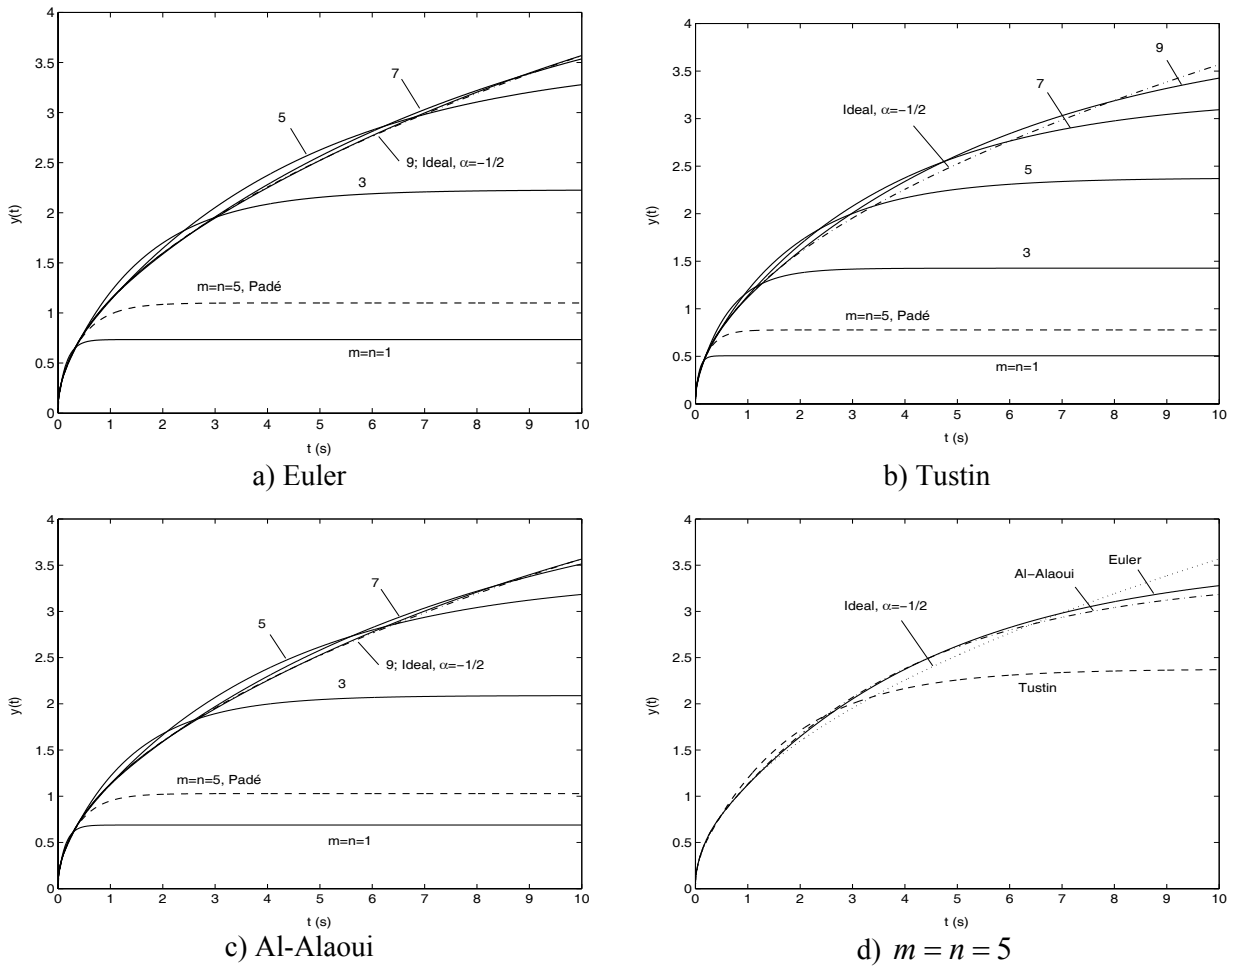 4
3.5
3
2.5
2
1.5
1
0.5
0
y(t)
7
5
9; Ideal, α=−1/2
3
m=n=5, Padé
m=n=1
0 1 2 3 4 5 6 7 8 9 10
t (s)
a) Euler
4
3.5
3
2.5
2
1.5
1
0.5
0
y(t)
9
7
Ideal, α=−1/2
5
3
m=n=5, Padé
m=n=1
0 1 2 3 4 5 6 7 8 9 10
t (s)
b) Tustin
4
3.5
3
2.5
2
1.5
1
0.5
0
y(t)
7
5
9; Ideal, α=−1/2
3
m=n=5, Padé
m=n=1
0 1 2 3 4 5 6 7 8 9 10
t (s)
c) Al-Alaoui
4
3.5
3
2.5
2
1.5
1
0.5
0
y(t)
Euler
Al−Alaoui
Ideal, α=−1/2
Tustin
0 1 2 3 4 5 6 7 8 9 10
t (s)
d) m = n = 5